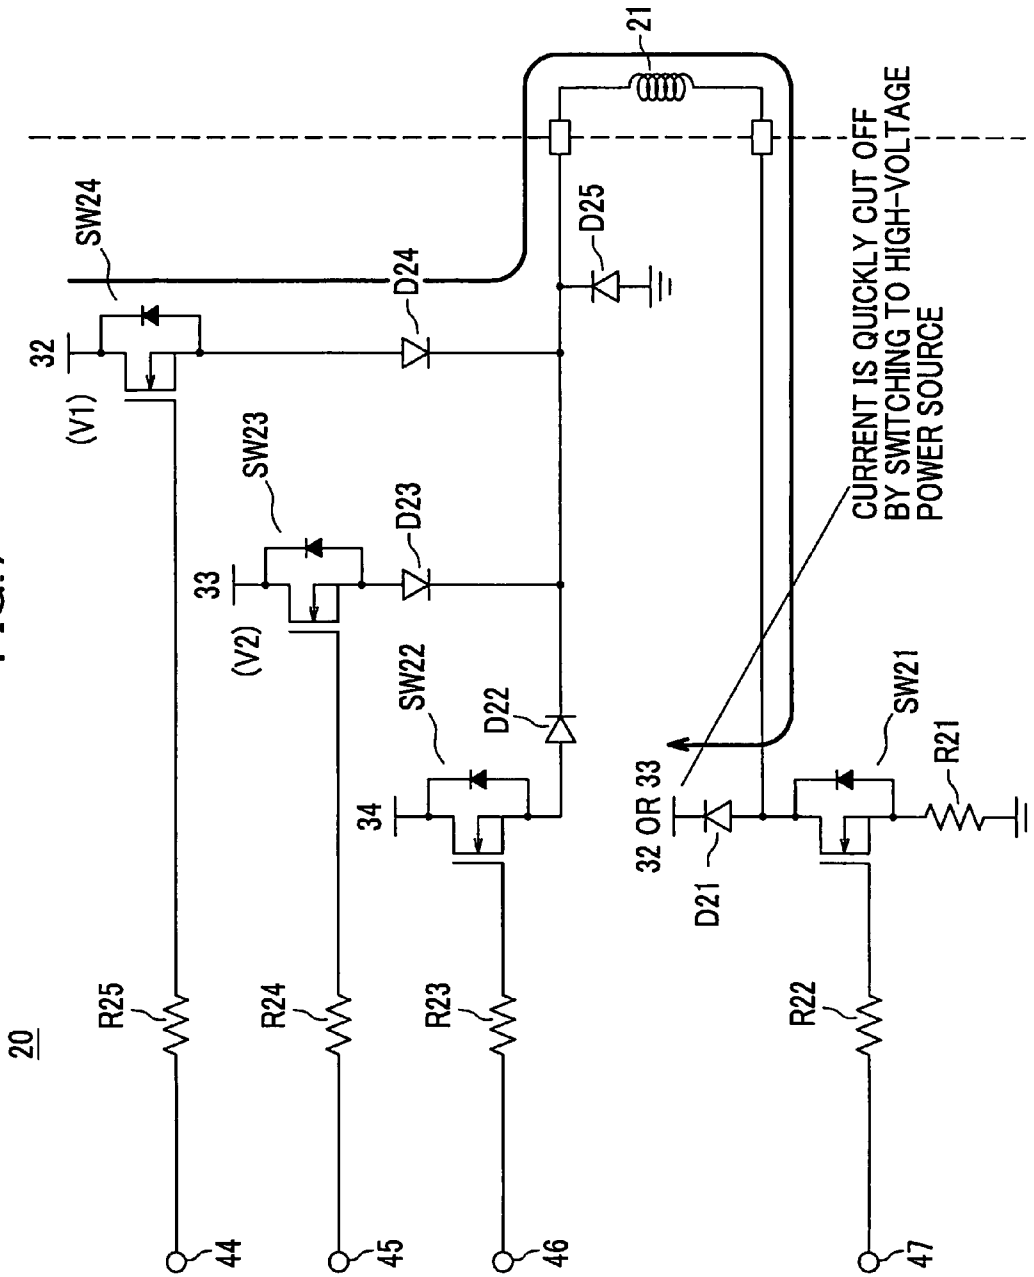 20
32
(V1)
SW24
R25
33
SW23
44
(V2)
R24
34
SW22
D23
D24
45
R23
D22
D25
46
21
32 OR 33
D21
R22
CURRENT IS QUICKLY CUT OFF
BY SWITCHING TO HIGH-VOLTAGE
POWER SOURCE
SW21
47
R21